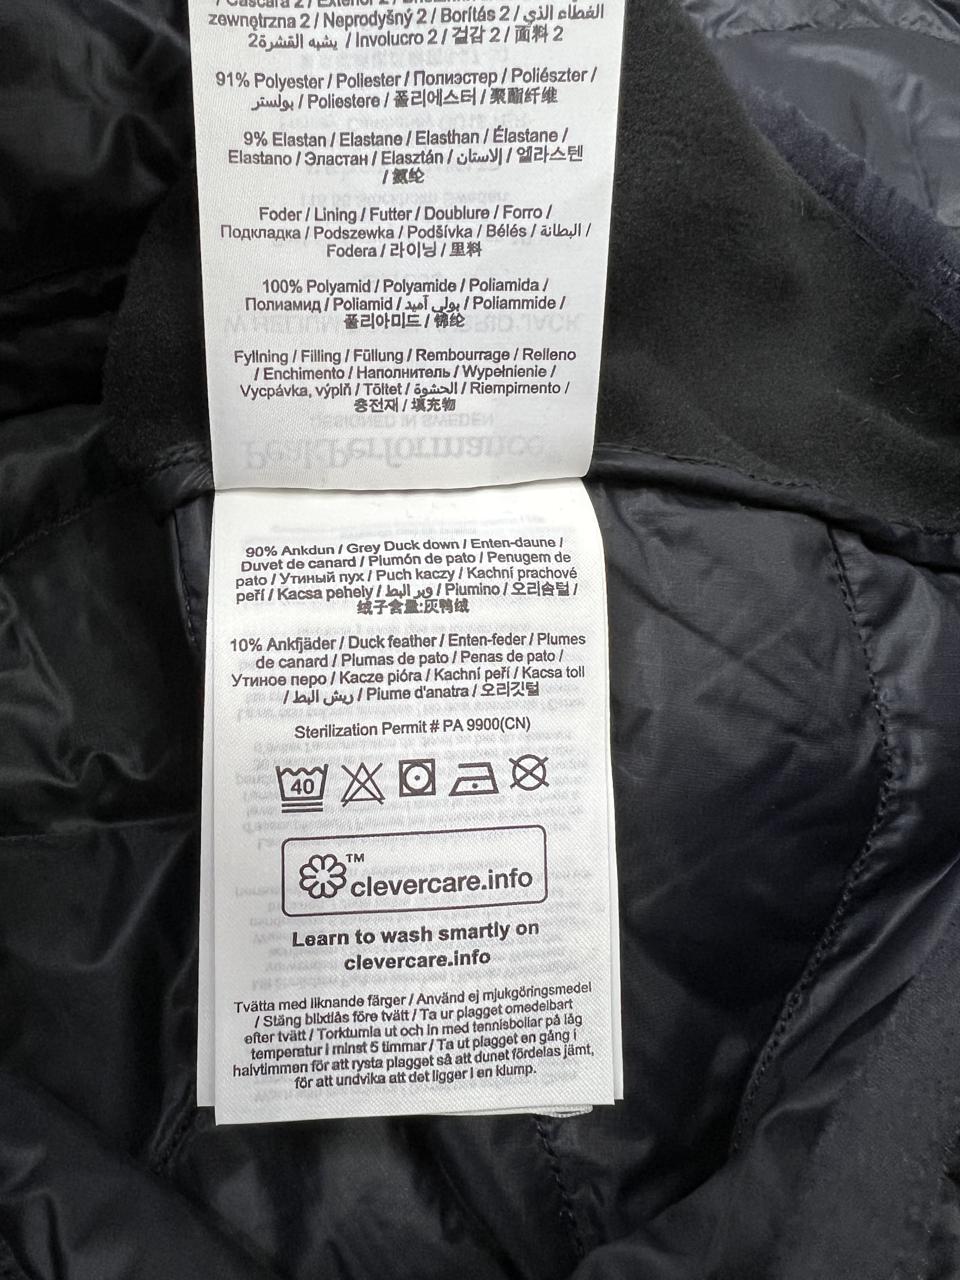 / Cáscara 2 / Exterior 2 /
zewnętrzna 2 / Neprodyšný 2 / Borítás 2 / الغطاء الذي
يشبه القشرة2 / Involucro 2 / 겉감 2 / 面料 2
91% Polyester / Poliester / Полиэстер / Poliészter /
بولستر / Poliestere / 폴리에스터 / 聚酯纤维
9% Elastan / Elastane / Elasthan / Élastane /
Elastano / Эластан / Elasztán / إلاستان / 엘라스텐
/ 氨纶
Foder / Lining / Futter / Doublure / Forro /
Подкладка / Podszewka / Podšívka / Bélés / البطانة /
Fodera / 라이닝 / 里料
100% Polyamid / Polyamide / Poliamida /
Полиамид / Poliamid / بولي آميد / Poliammide /
폴리아미드 / 锦纶
Fyllning / Filling / Füllung / Rembourrage / Relleno
/ Enchimento / Наполнитель / Wypełnienie /
Vycpávka, výplň / Töltet / الحشوة / Riempimento /
충전재 / 填充物
90% Ankdun / Grey Duck down / Enten-daune /
Duvet de canard / Plumón de pato / Penugem de
pato / Утиный пух / Puch kaczy / Kachní prachové
peří / Kacsa pehely / وبر البط / Piumino / 오리솜털 /
绒子含量:灰鸭绒
10% Ankfjäder / Duck feather / Enten-feder / Plumes
de canard / Plumas de pato / Penas de pato /
Утиное перо / Kacze pióra / Kachní peří / Kacsa toll
/ ريش البط / Piume d'anatra / 오리깃털
Sterilization Permit # PA 9900(CN)
40
TM
clevercare.info
Learn to wash smartly on
clevercare.info
Tvätta med liknande färger / Använd ej mjukgöringsmedel
/ Stäng blixtlås före tvätt / Ta ur plagget omedelbart
efter tvätt / Torktumla ut och in med tennisbollar på låg
temperatur i minst 5 timmar / Ta ut plagget en gång i
halvtimmen för att rysta plagget så att dunet fördelas jämt,
för att undvika att det ligger i en klump.